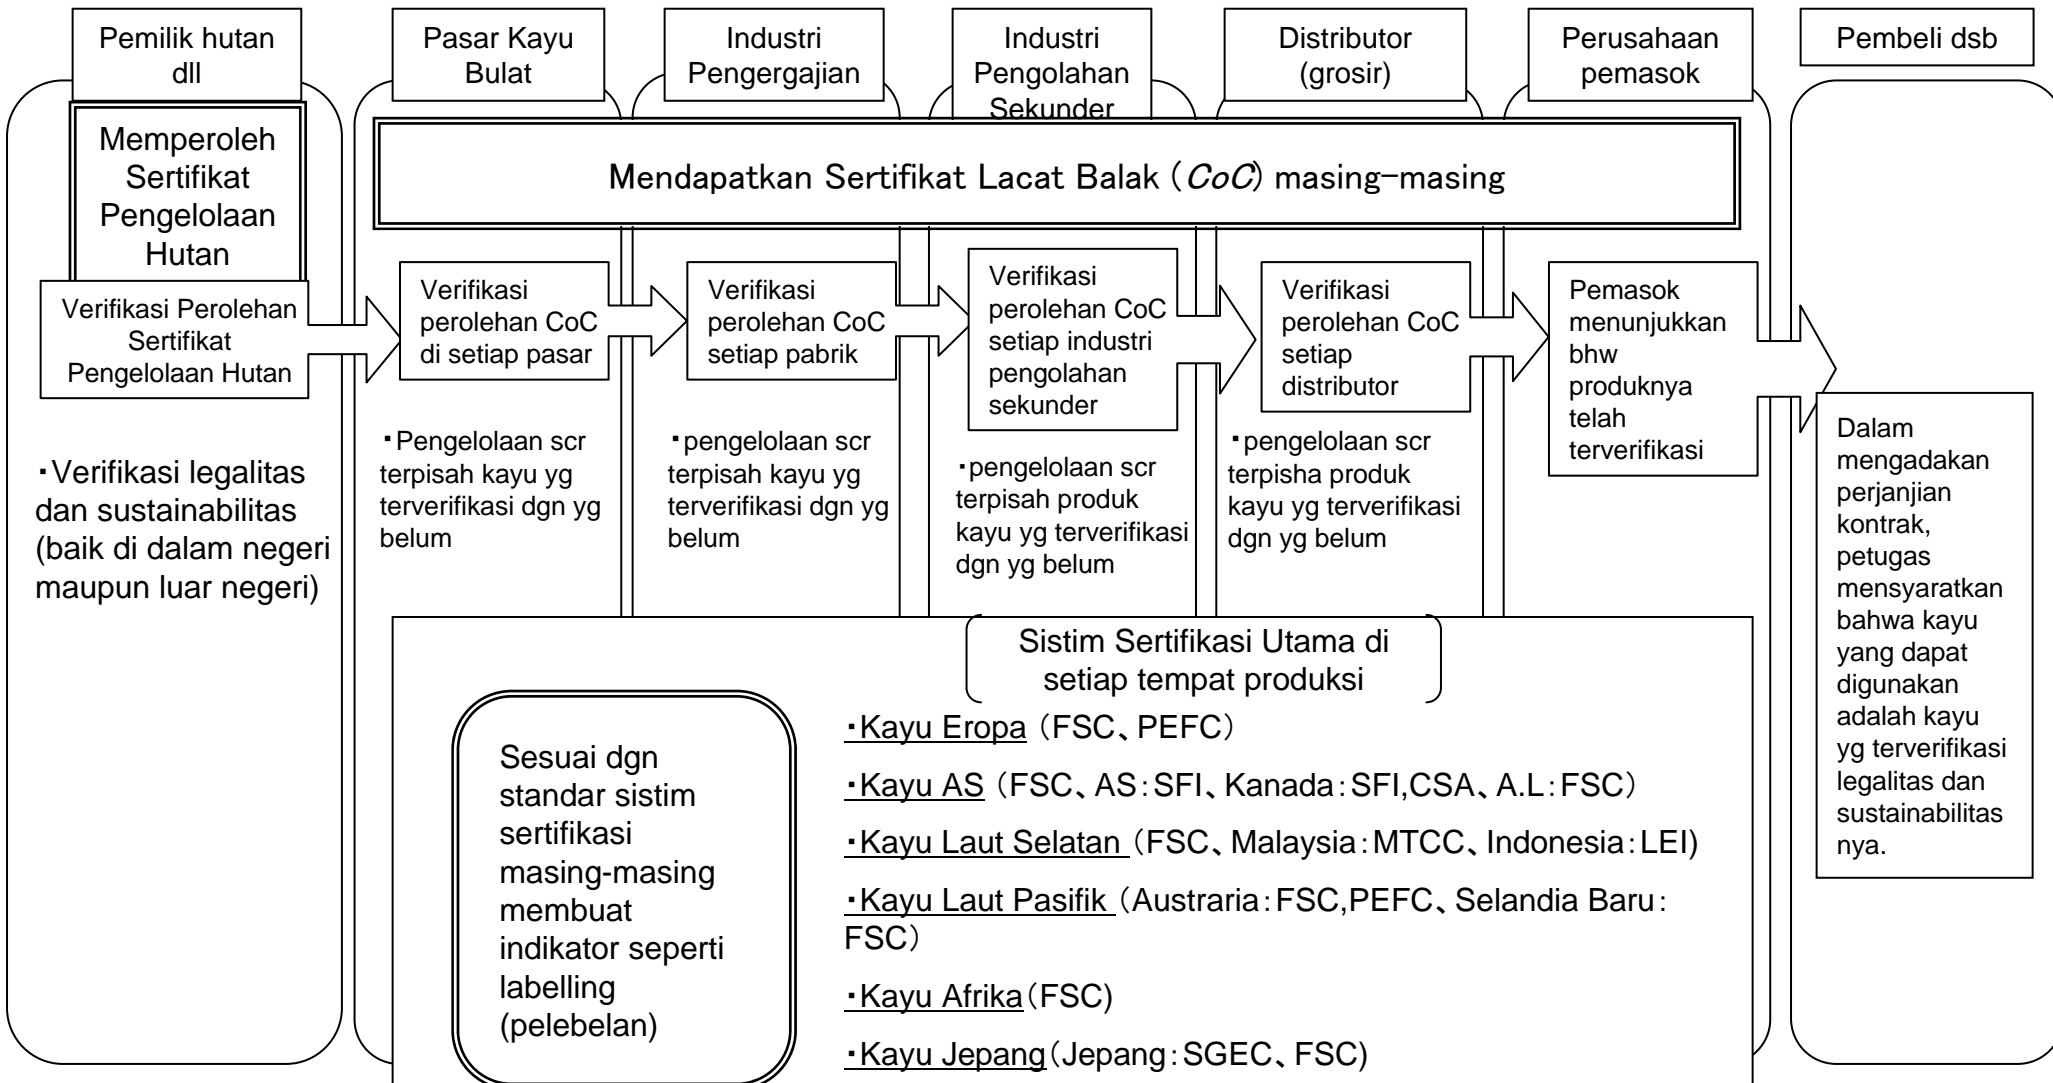 Pemilik hutan
dll
Pasar Kayu
Bulat
Industri
Pengergajian
Industri
Pengolahan
Sekunder
Distributor
(grosir)
Perusahaan
pemasok
Pembeli dsb
Memperoleh
Sertifikat
Pengelolaan
Hutan
Mendapatkan Sertifikat Lacat Balak（CoC）masing−masing
Verifikasi Perolehan
Sertifikat
Pengelolaan Hutan
Verifikasi
perolehan CoC
di setiap pasar
Verifikasi
perolehan CoC
setiap pabrik
Verifikasi
perolehan CoC
setiap industri
pengolahan
sekunder
Verifikasi
perolehan CoC
setiap
distributor
Pemasok
menunjukkan
bhw
produknya
telah
terverifikasi
Dalam
mengadakan
perjanjian
kontrak,
petugas
mensyaratkan
bahwa kayu
yang dapat
digunakan
adalah kayu
yg terverifikasi
legalitas dan
sustainabilitas
nya.
･Verifikasi legalitas
dan sustainabilitas
(baik di dalam negeri
maupun luar negeri)
･Pengelolaan scr
terpisah kayu yg
terverifikasi dgn yg
belum
･pengelolaan scr
terpisah kayu yg
terverifikasi dgn yg
belum
･pengelolaan scr
terpisah produk
kayu yg terverifikasi
dgn yg belum
･pengelolaan scr
terpisha produk
kayu yg terverifikasi
dgn yg belum
Sistim Sertifikasi Utama di
setiap tempat produksi
Sesuai dgn
standar sistim
sertifikasi
masing-masing
membuat
indikator seperti
labelling
(pelebelan)
･Kayu Eropa（FSC、PEFC）
･Kayu AS（FSC、AS：SFI、Kanada：SFI,CSA、A.L：FSC）
･Kayu Laut Selatan（FSC、Malaysia：MTCC、Indonesia：LEI)
･Kayu Laut Pasifik（Austraria：FSC,PEFC、Selandia Baru：
FSC）
･Kayu Afrika（FSC)
･Kayu Jepang（Jepang：SGEC、FSC)